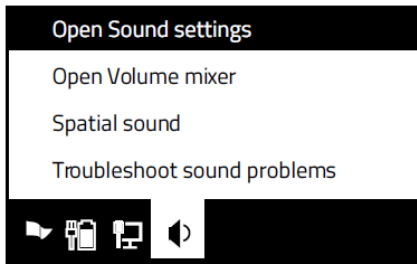 Open Sound settings
Open Volume mixer
Spatial sound
Troubleshoot sound problems